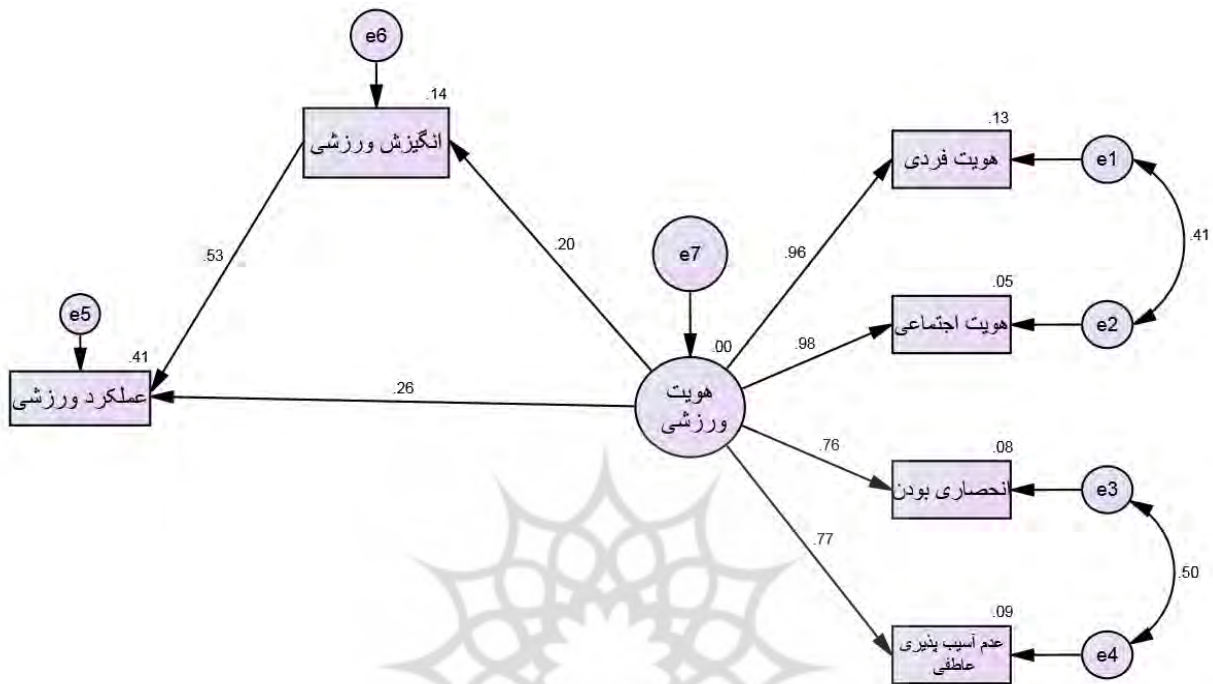 e6
.14
انگیزش ورزشی
.13
هویت فردی
e1
.41
.53
.20
e7
.96
e5
.05
هویت اجتماعی
e2
.41
عملکرد ورزشی
.26
.00
هویت
ورزشی
.98
.76
.08
انحصاری بودن
e3
.77
.50
.09
عدم آسیب پذیری
عاطفی
e4